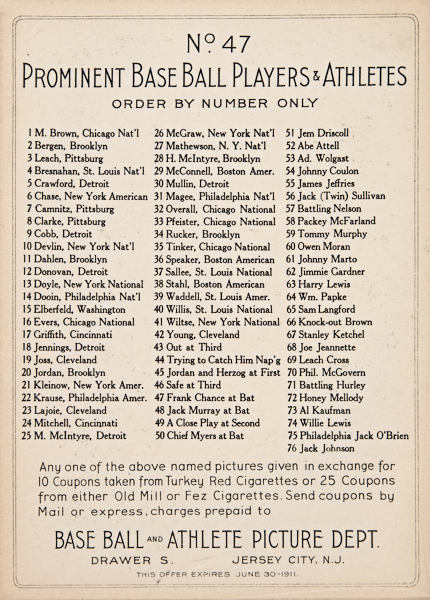 No. 47
PROMINENT BASE BALL PLAYERS & ATHLETES
ORDER BY NUMBER ONLY
1 M. Brown, Chicago Nat'l
2 Bergen, Brooklyn
3 Leach, Pittsburg
4 Bresnahan, St. Louis Nat'l
5 Crawford, Detroit
6 Chase, New York American
7 Camnitz, Pittsburg
8 Clarke, Pittsburg
9 Cobb, Detroit
10 Devlin, New York Nat'l
11 Dahlen, Brooklyn
12 Donovan, Detroit
13 Doyle, New York National
14 Dooin, Philadelphia Nat'l
15 Elberfeld, Washington
16 Evers, Chicago National
17 Griffith, Cincinnati
18 Jennings, Detroit
19 Joss, Cleveland
20 Jordan, Brooklyn
21 Kleinow, New York Amer.
22 Krause, Philadelphia Amer.
23 Lajoie, Cleveland
24 Mitchell, Cincinnati
25 M. McIntyre, Detroit
26 McGraw, New York Nat'l
27 Mathewson, N. Y. Nat'l
28 H. McIntyre, Brooklyn
29 McConnell, Boston Amer.
30 Mullin, Detroit
31 Magee, Philadelphia Nat'l
32 Overall, Chicago National
33 Pfeister, Chicago National
34 Rucker, Brooklyn
35 Tinker, Chicago National
36 Speaker, Boston American
37 Sallee, St. Louis National
38 Stahl, Boston American
39 Waddell, St. Louis Amer.
40 Willis, St. Louis National
41 Wiltse, New York National
42 Young, Cleveland
43 Out at Third
44 Trying to Catch Him Nap'g
45 Jordan and Herzog at First
46 Safe at Third
47 Frank Chance at Bat
48 Jack Murray at Bat
49 A Close Play at Second
50 Chief Myers at Bat
51 Jem Driscoll
52 Abe Attell
53 Ad. Wolgast
54 Johnny Coulon
55 James Jeffries
56 Jack (Twin) Sullivan
57 Battling Nelson
58 Packey McFarland
59 Tommy Murphy
60 Owen Moran
61 Johnny Marto
62 Jimmie Gardner
63 Harry Lewis
64 Wm. Papke
65 Sam Langford
66 Knock-out Brown
67 Stanley Ketchel
68 Joe Jeannette
69 Leach Cross
70 Phil. McGovern
71 Battling Hurley
72 Honey Mellody
73 Al Kaufman
74 Willie Lewis
75 Philadelphia Jack O'Brien
76 Jack Johnson
Any one of the above named pictures given in exchange for
10 Coupons taken from Turkey Red Cigarettes or 25 Coupons
from either Old Mill or Fez Cigarettes. Send coupons by
Mail or express, charges prepaid to
BASE BALL AND ATHLETE PICTURE DEPT.
DRAWER S. JERSEY CITY, N.J.
THIS OFFER EXPIRES JUNE 30-1911.